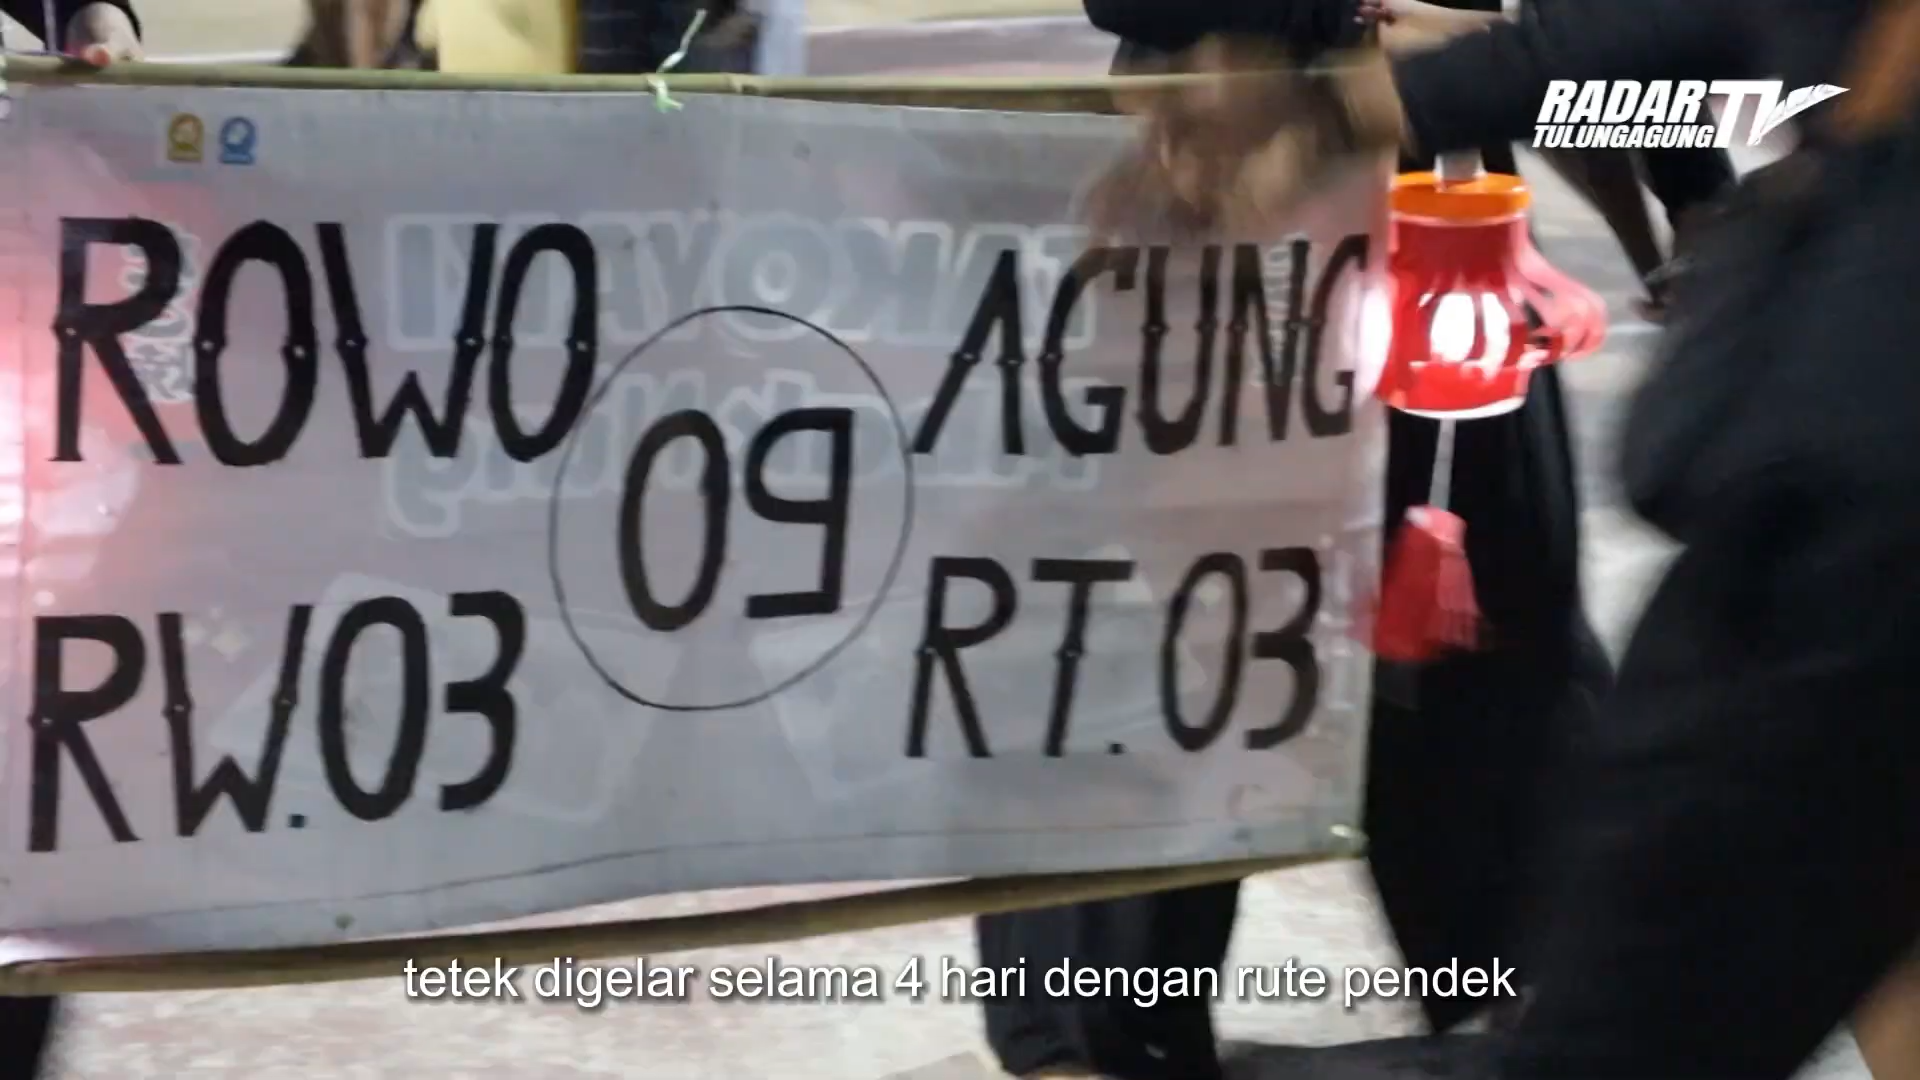 RADAR TV
TULUNGAGUNG
ROWO AGUNG
09
RW.03 RT.03
tetek digelar selama 4 hari dengan rute pendek